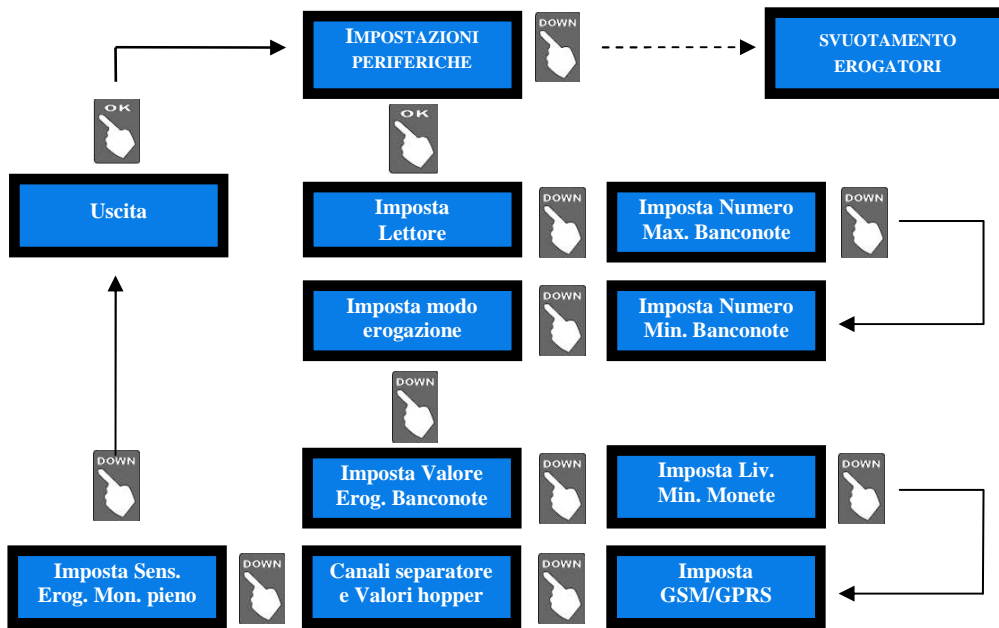 IMPOSTAZIONI
PERIFERICHE
DOWN
SVUOTAMENTO
EROGATORI
OK
OK
Uscita
Imposta
Lettore
DOWN
Imposta Numero
Max. Banconote
DOWN
Imposta modo
erogazione
DOWN
Imposta Numero
Min. Banconote
DOWN
DOWN
Imposta Valore
Erog. Banconote
DOWN
Imposta Liv.
Min. Monete
DOWN
Imposta Sens.
Erog. Mon. pieno
DOWN
Canali separatore
e Valori hopper
DOWN
Imposta
GSM/GPRS